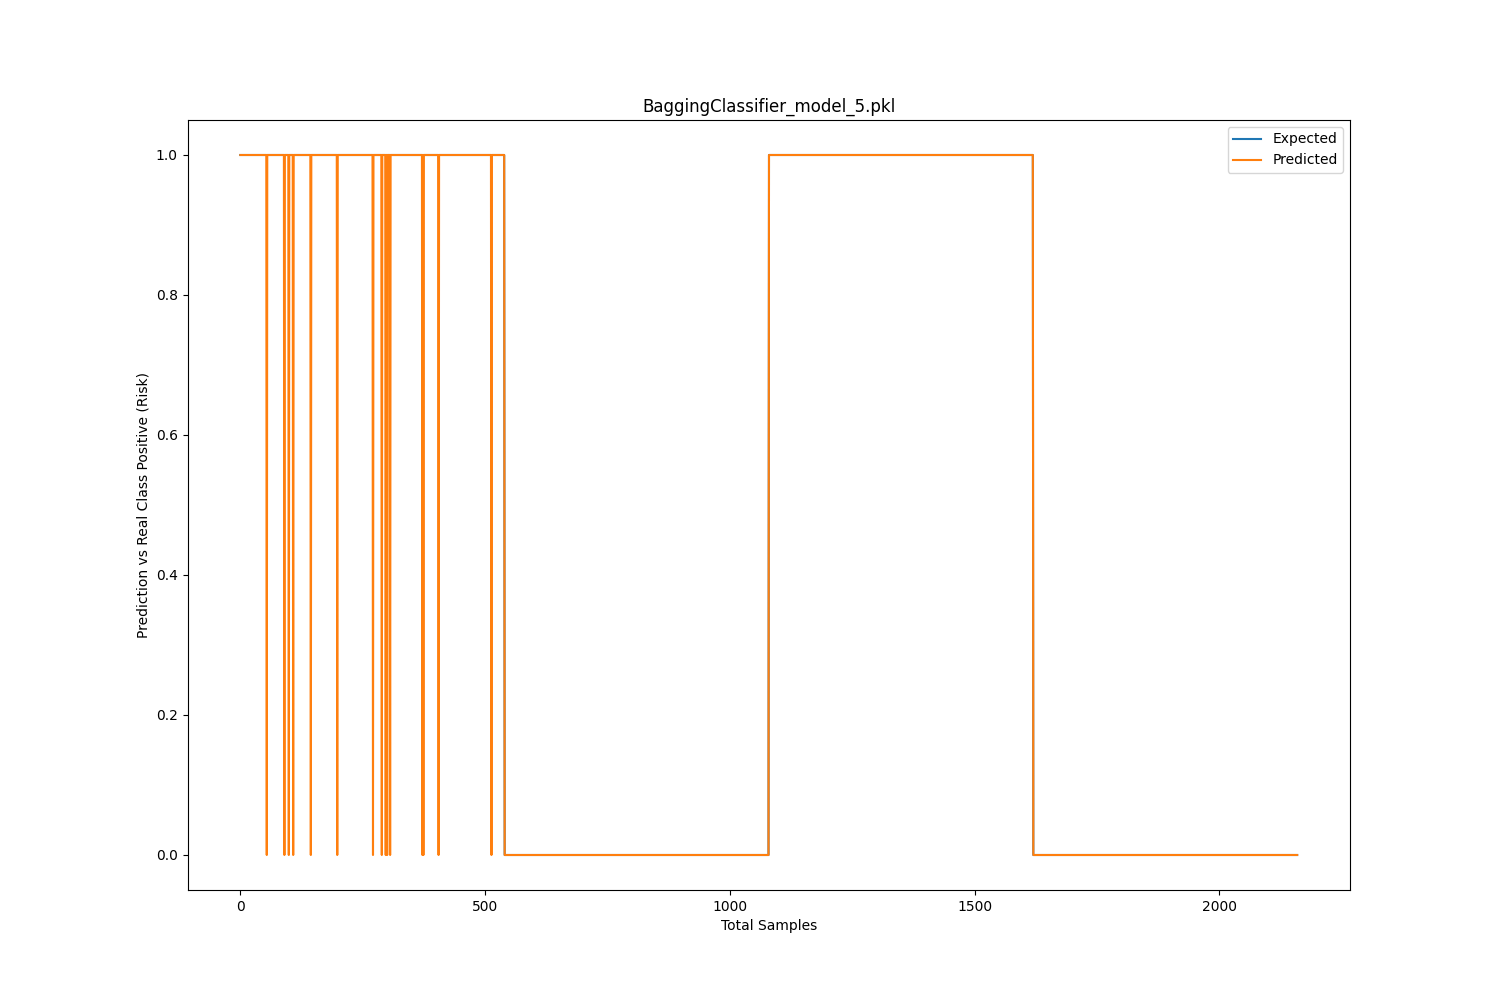 BaggingClassifier_model_5.pkl
Expected
Predicted
1.0
0.8
0.6
0.4
0.2
0.0
Prediction vs Real Class Positive (Risk)
0 500 1000 1500 2000
Total Samples